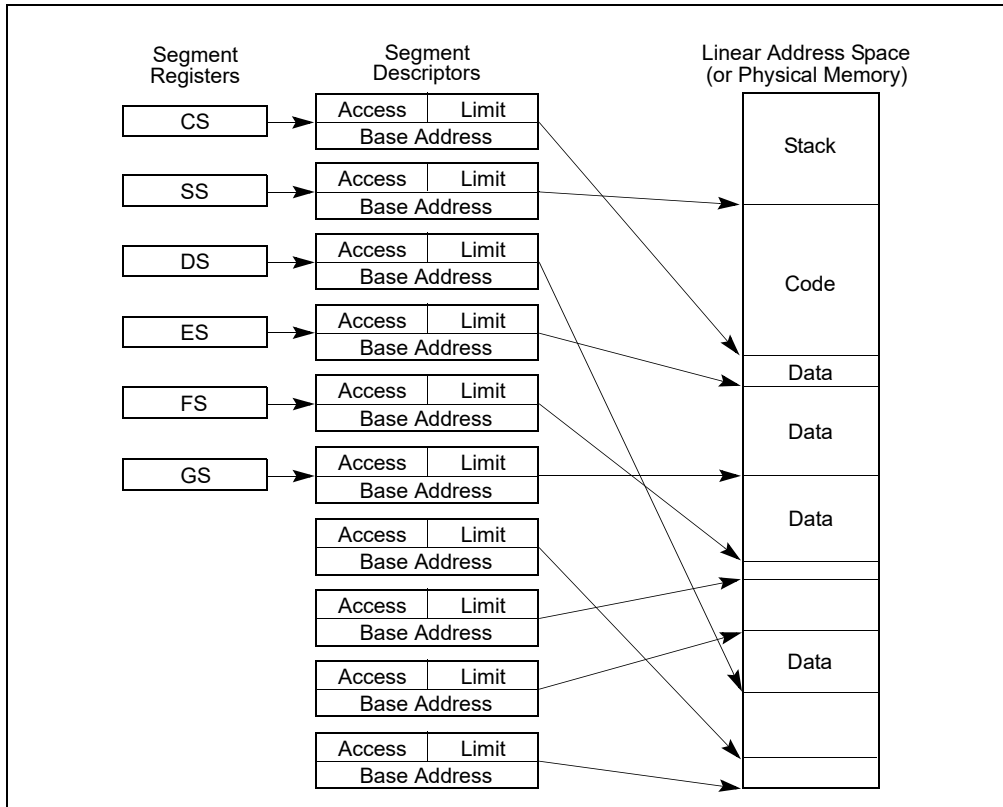 Segment
Registers
Segment
Descriptors
Linear Address Space
(or Physical Memory)
CS
Access Limit
Base Address
Stack
SS
Access Limit
Base Address
DS
Access Limit
Base Address
Code
ES
Access Limit
Base Address
Data
FS
Access Limit
Base Address
Data
GS
Access Limit
Base Address
Data
Access Limit
Base Address
Access Limit
Base Address
Access Limit
Base Address
Data
Access Limit
Base Address